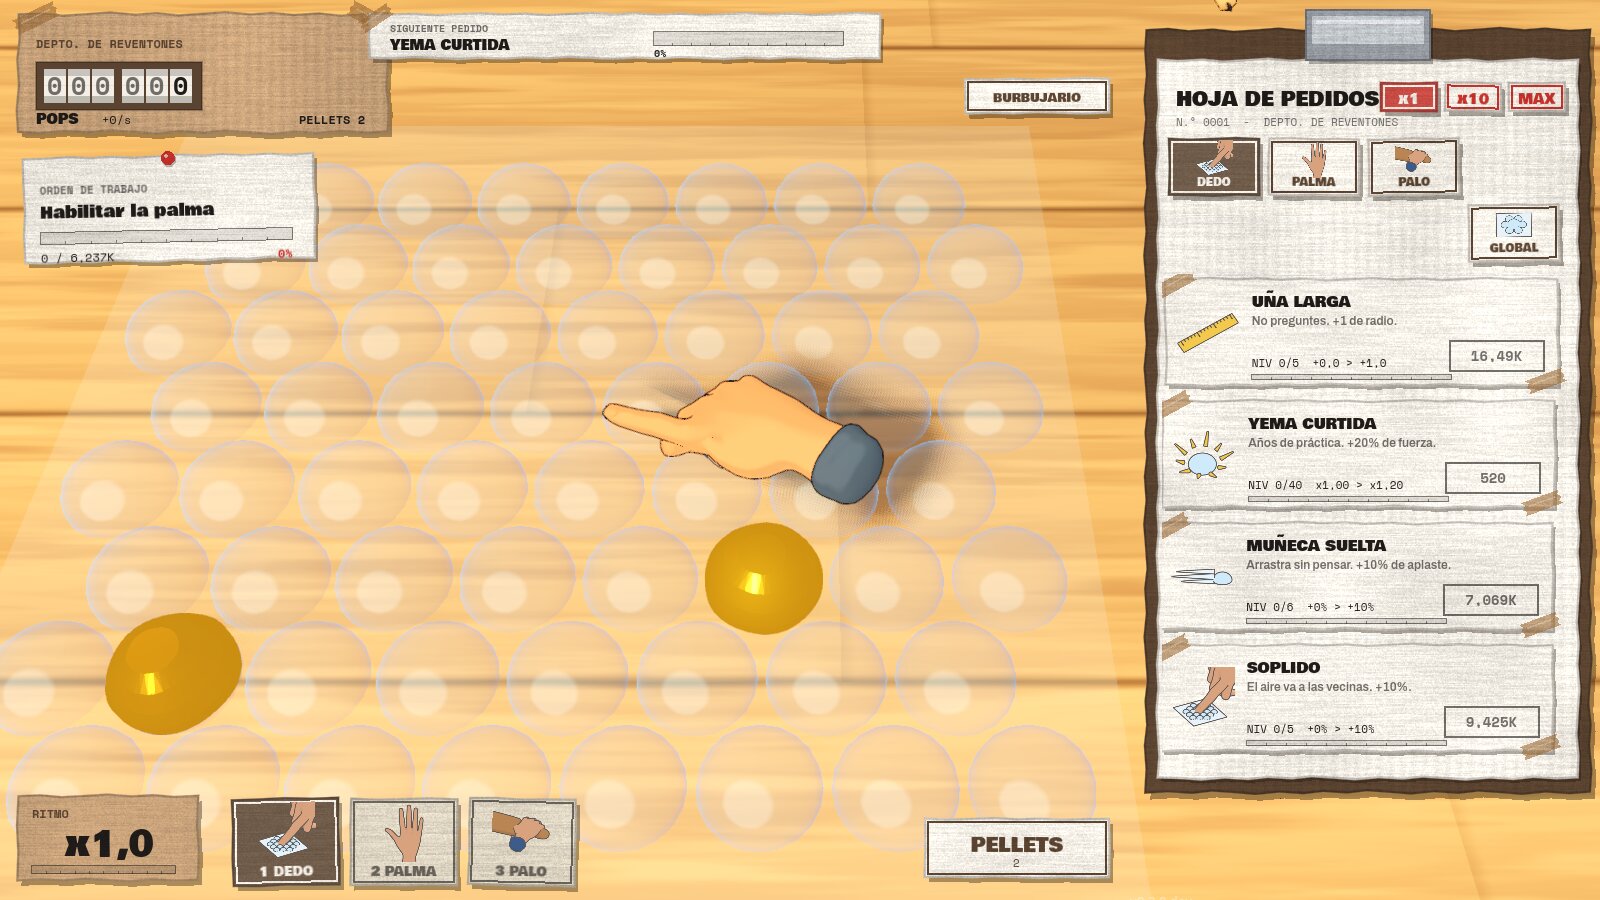 DEPTO. DE REVENTONES
000000
POPS +0/s PELLETS 2
SIGUIENTE PEDIDO
YEMA CURTIDA
0%
BURBUJARIO
ORDEN DE TRABAJO
Habilitar la palma
0 / 6,237K 0%
HOJA DE PEDIDOS x1 x10 MAX
N.º 0001 - DEPTO. DE REVENTONES
DEDO PALMA PALO
GLOBAL
UÑA LARGA
No preguntes. +1 de radio.
NIV 0/5 +0,0 > +1,0
16,49K
YEMA CURTIDA
Años de práctica. +20% de fuerza.
NIV 0/40 x1,00 > x1,20
520
MUÑECA SUELTA
Arrastra sin pensar. +10% de aplaste.
NIV 0/6 +0% > +10%
7,069K
SOPLIDO
El aire va a las vecinas. +10%.
NIV 0/5 +0% > +10%
9,425K
RITMO
x1,0
1 DEDO 2 PALMA 3 PALO
PELLETS
2